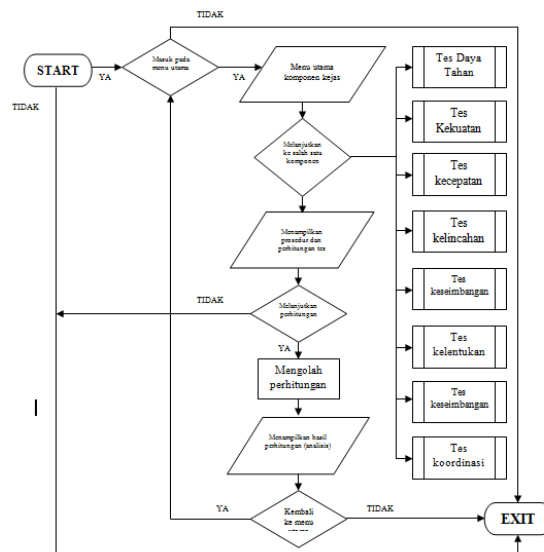 TIDAK
START
YA
Masuk pada
menu utama
YA
Menu utama
komponen kejas
Tes Daya
Tahan
TIDAK
Tes
Kekuatan
Melanjutkan
ke salah satu
komponen
Tes
kecepatan
Menampilkan
prosedur dan
perhitungan tes
Tes
kelincahan
TIDAK
Melanjutkan
perhitungan
Tes
keseimbangan
YA
Mengolah
perhitungan
Tes
kelentukan
Tes
keseimbangan
Menampilkan hasil
perhitungan (analisis)
Tes
koordinasi
YA
Kembali
ke menu
utama
TIDAK
EXIT